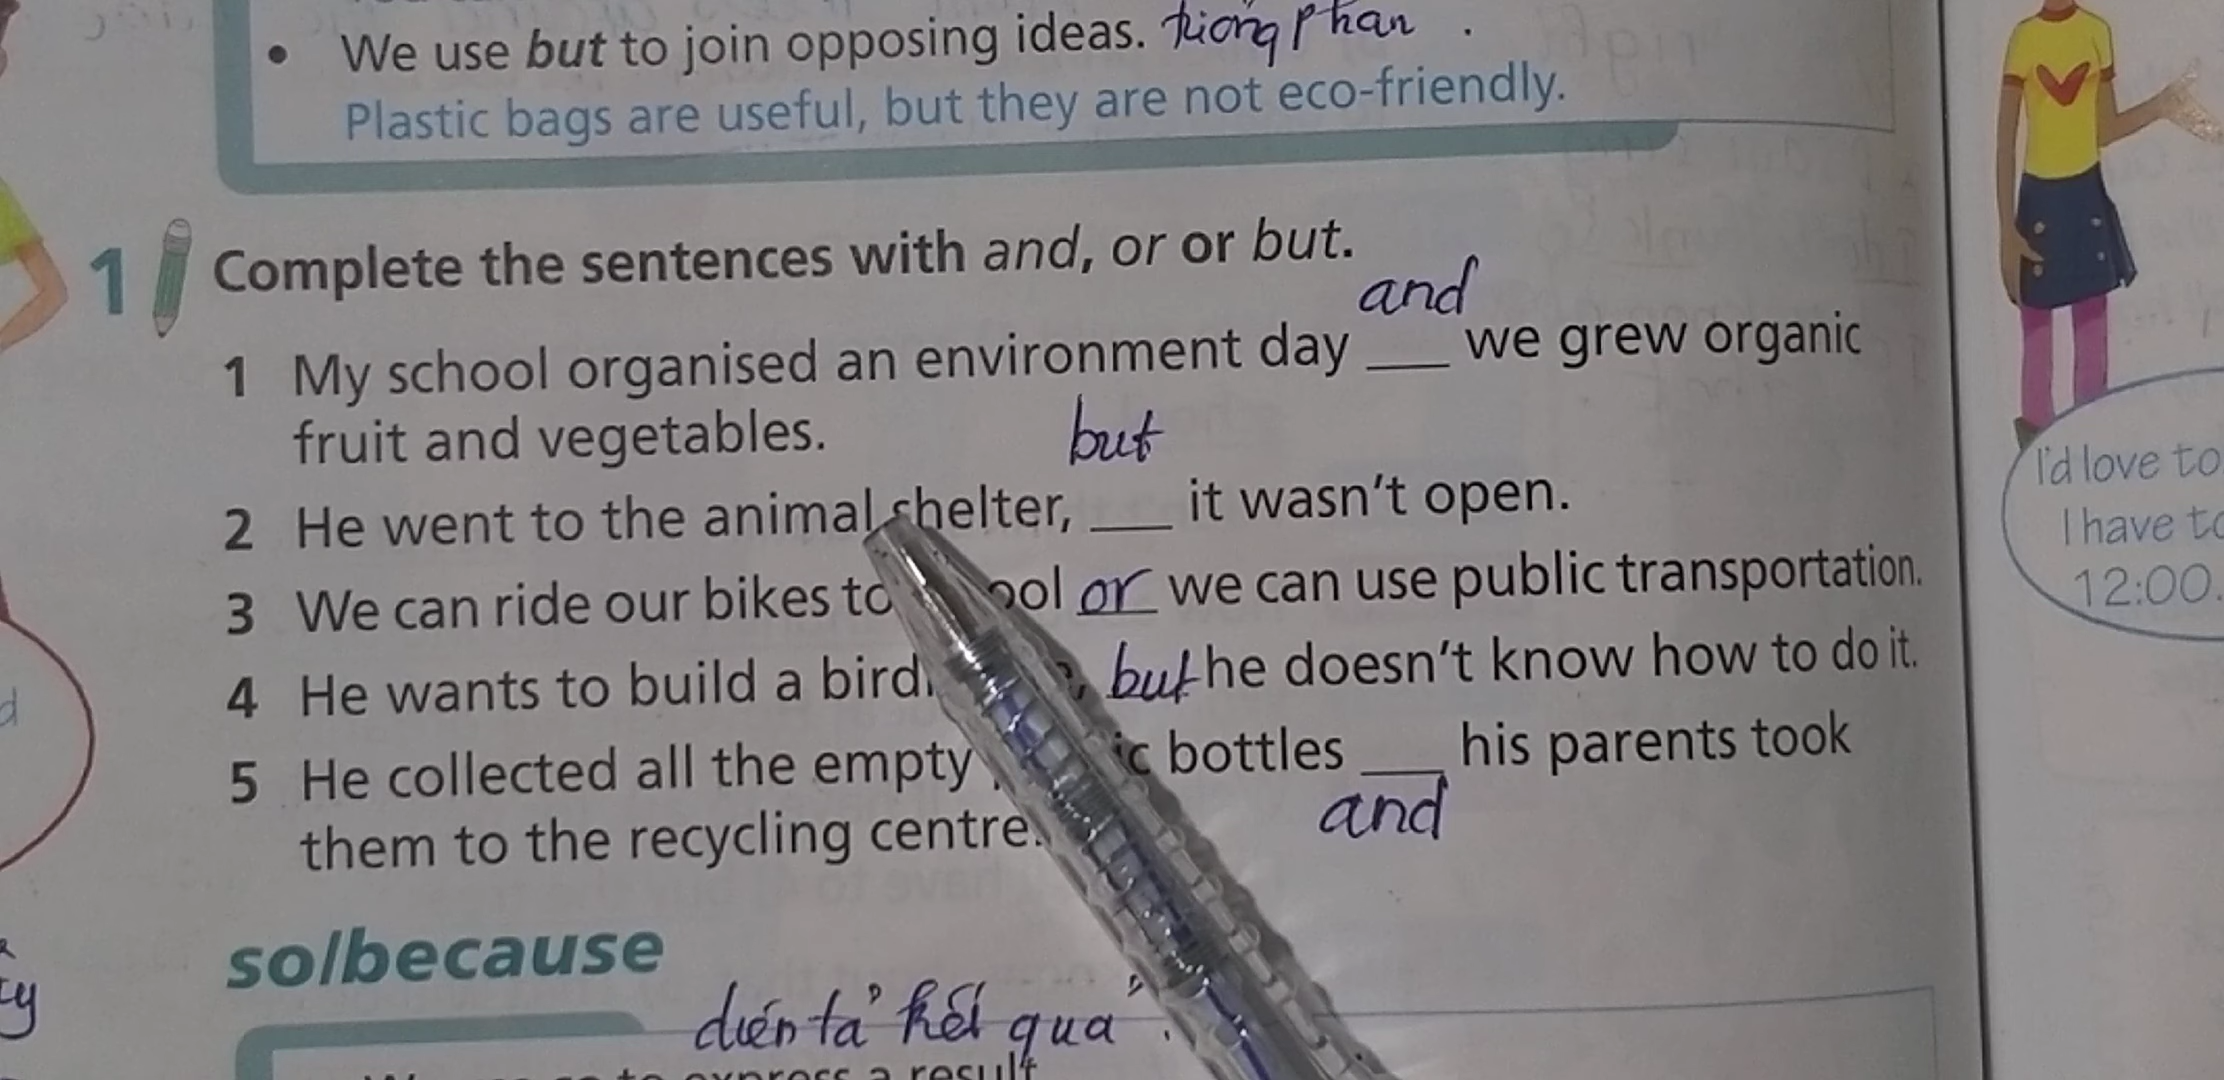 • We use but to join opposing ideas. tương phản.
Plastic bags are useful, but they are not eco-friendly.
1 Complete the sentences with and, or or but.
and
1 My school organised an environment day ___ we grew organic
fruit and vegetables.
but
2 He went to the animal shelter, ___ it wasn't open.
3 We can ride our bikes to or we can use public transportation.
4 He wants to build a bird but he doesn't know how to do it.
5 He collected all the empty bottles ___ his parents took
and
them to the recycling centre.
so/because
diễn tả kết quả.
to express a result
I'd love to
I have to
12:00.